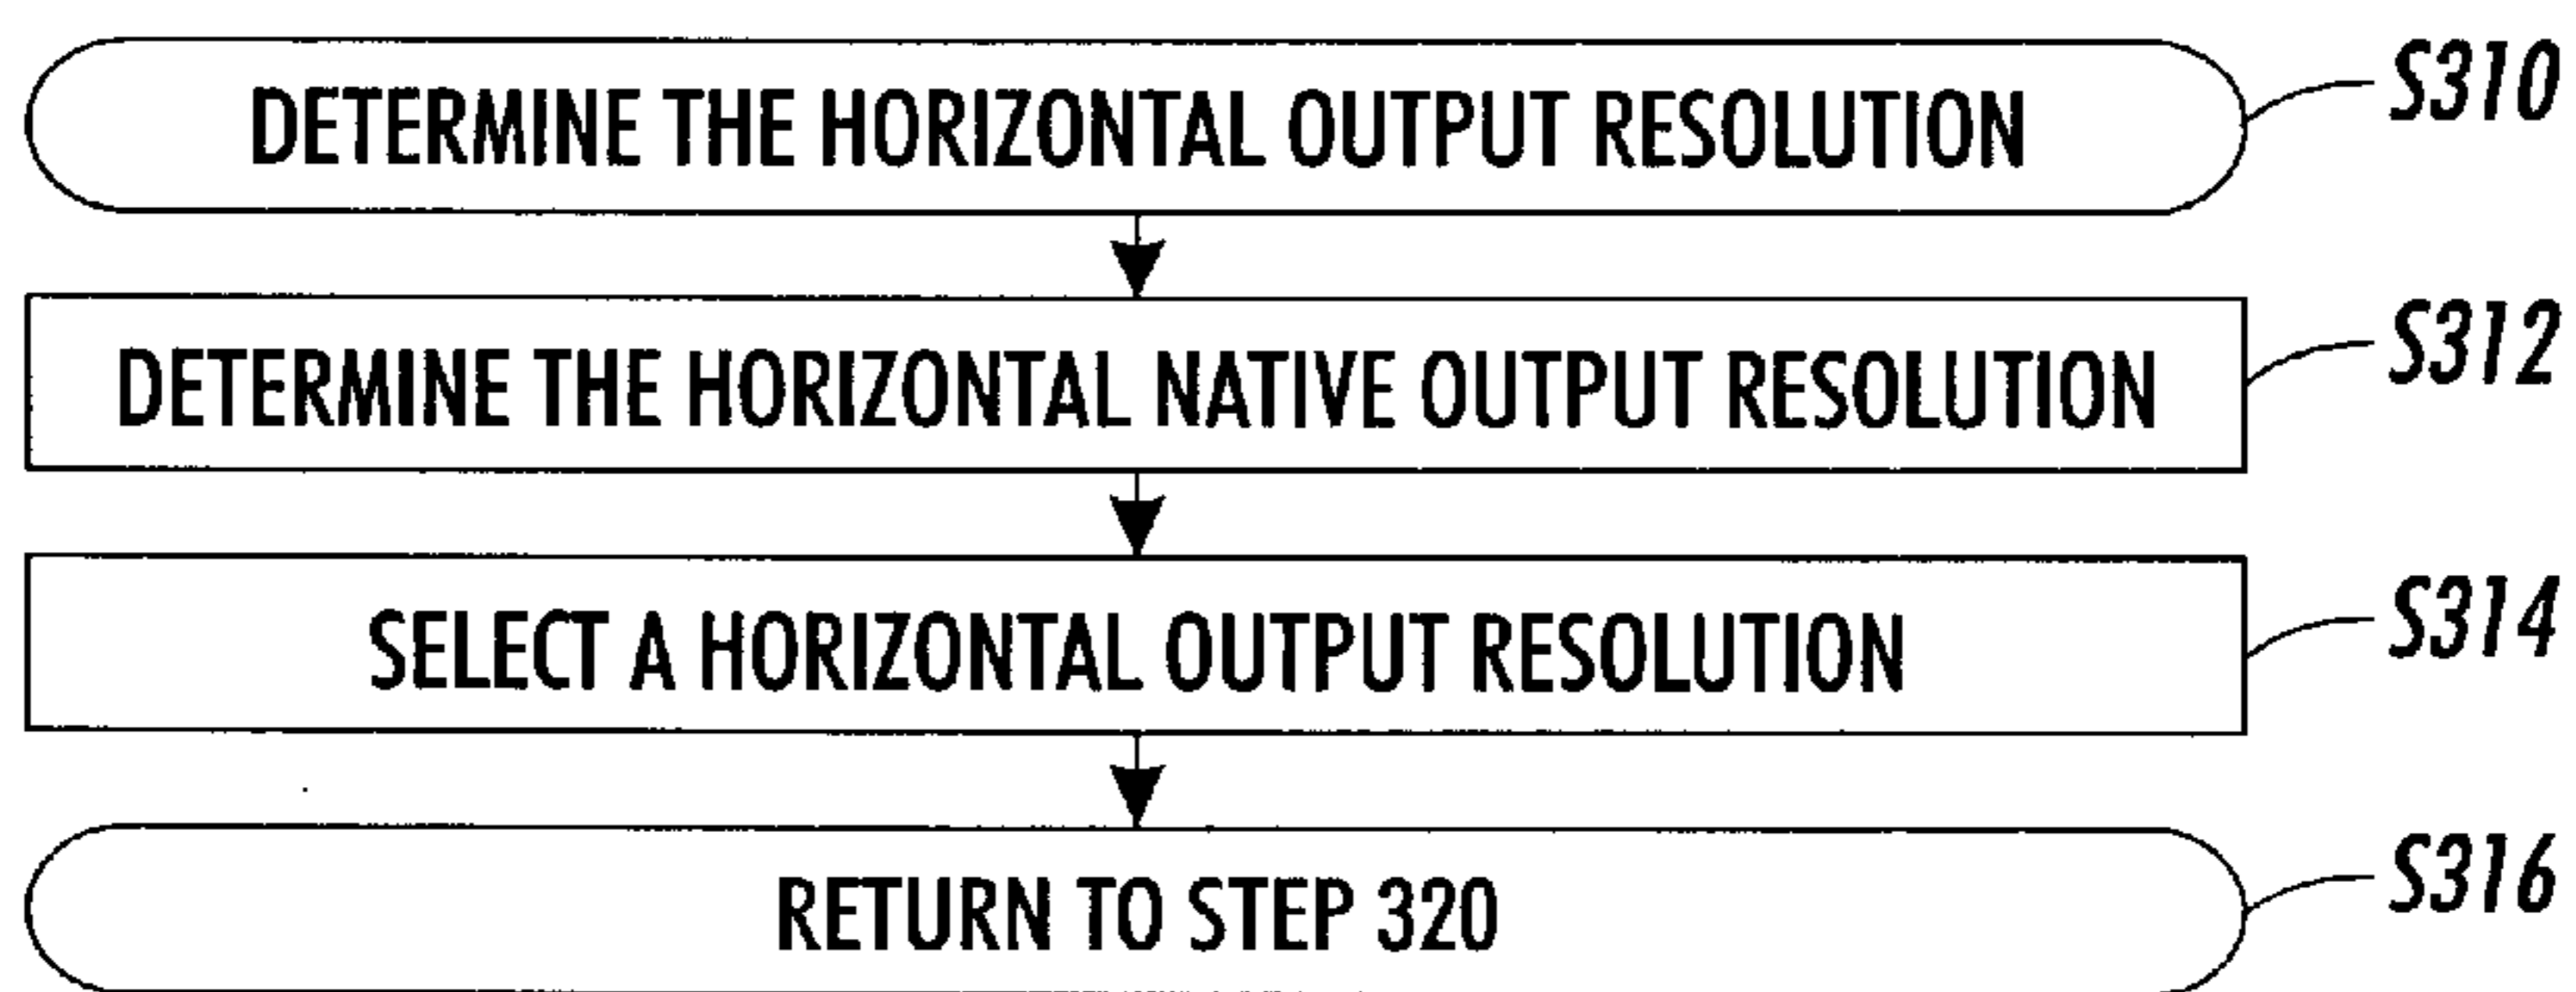 DETERMINE THE HORIZONTAL OUTPUT RESOLUTION
S310
DETERMINE THE HORIZONTAL NATIVE OUTPUT RESOLUTION
S312
SELECT A HORIZONTAL OUTPUT RESOLUTION
S314
RETURN TO STEP 320
S316